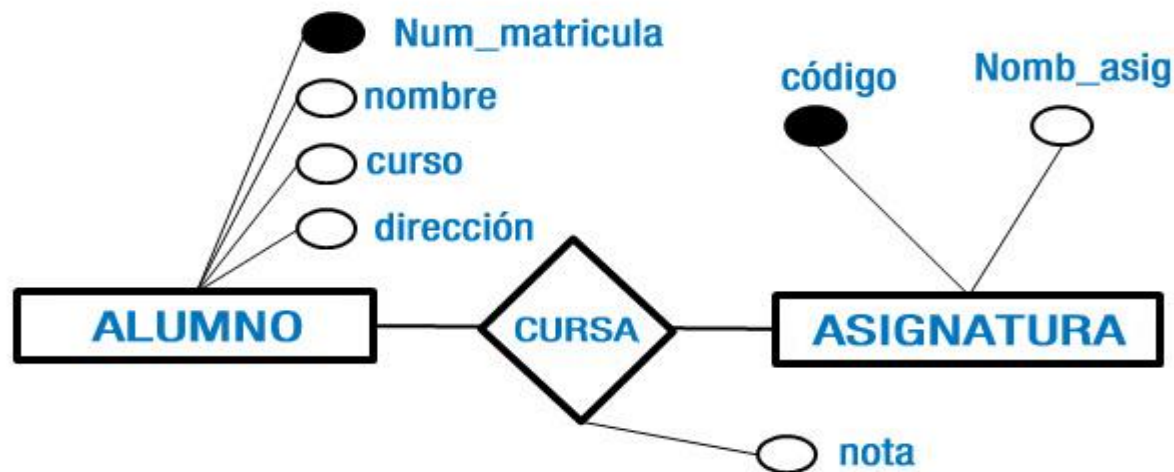 Num_matricula
nombre
curso
dirección
código
Nomb_asig
ALUMNO
CURSA
ASIGNATURA
nota